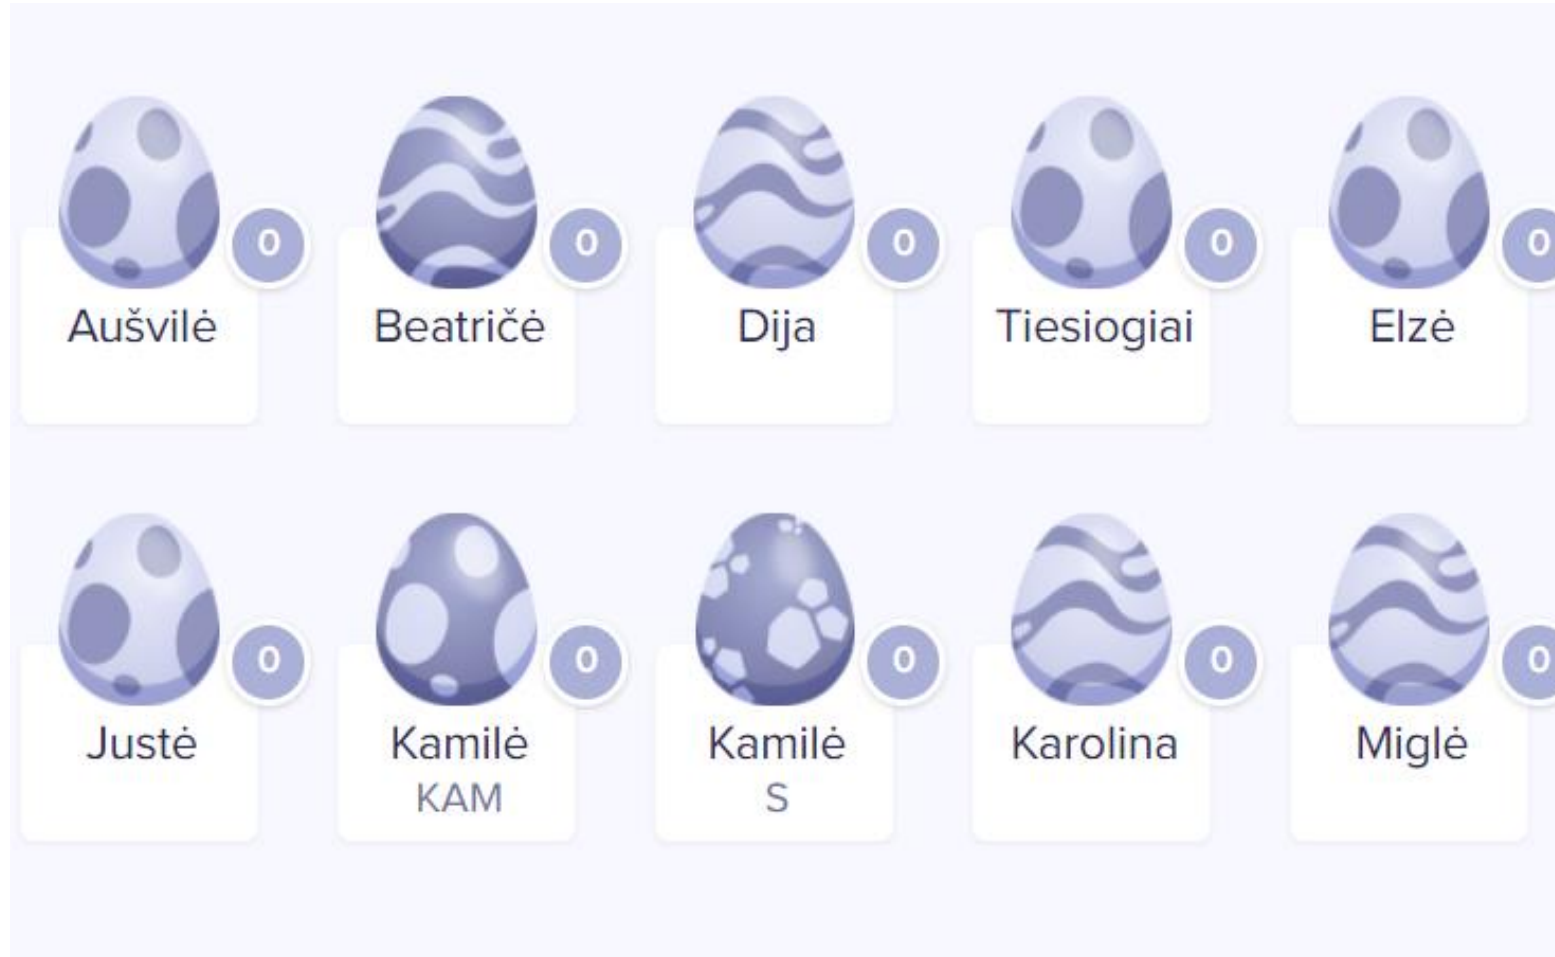 0 0 0 0 0
Aušvilė Beatričė Dija Tiesiogiai Elzė
0 0 0 0 0
Justė Kamilė Kamilė Karolina Miglė
KAM S